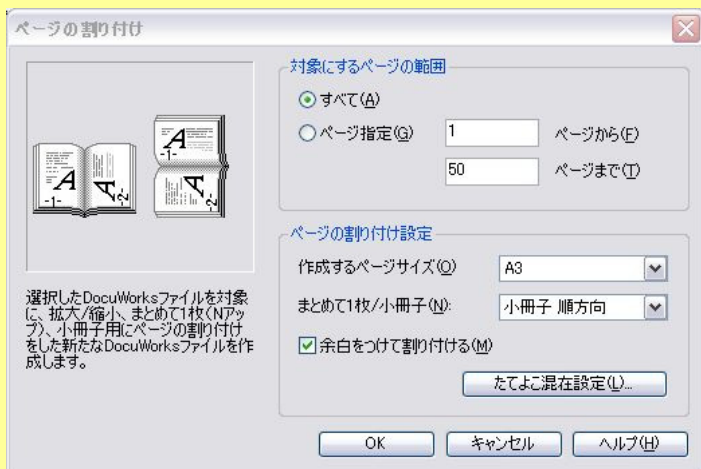 ページの割り付け
対象にするページの範囲
すべて(A)
ページ指定(G) 1 ページから(F)
50 ページまで(T)
ページの割り付け設定
作成するページサイズ(O) A3
まとめて1枚/小冊子(N): 小冊子 順方向
余白をつけて割り付ける(M)
たてよこ混在設定(L)...
A
-1-
A
-2-
A
-1-
A
-2-
選択したDocuWorksファイルを対象
に、拡大/縮小、まとめて1枚(Nアッ
プ)、小冊子用にページの割り付け
をした新たなDocuWorksファイルを作
成します。
OK キャンセル ヘルプ(H)